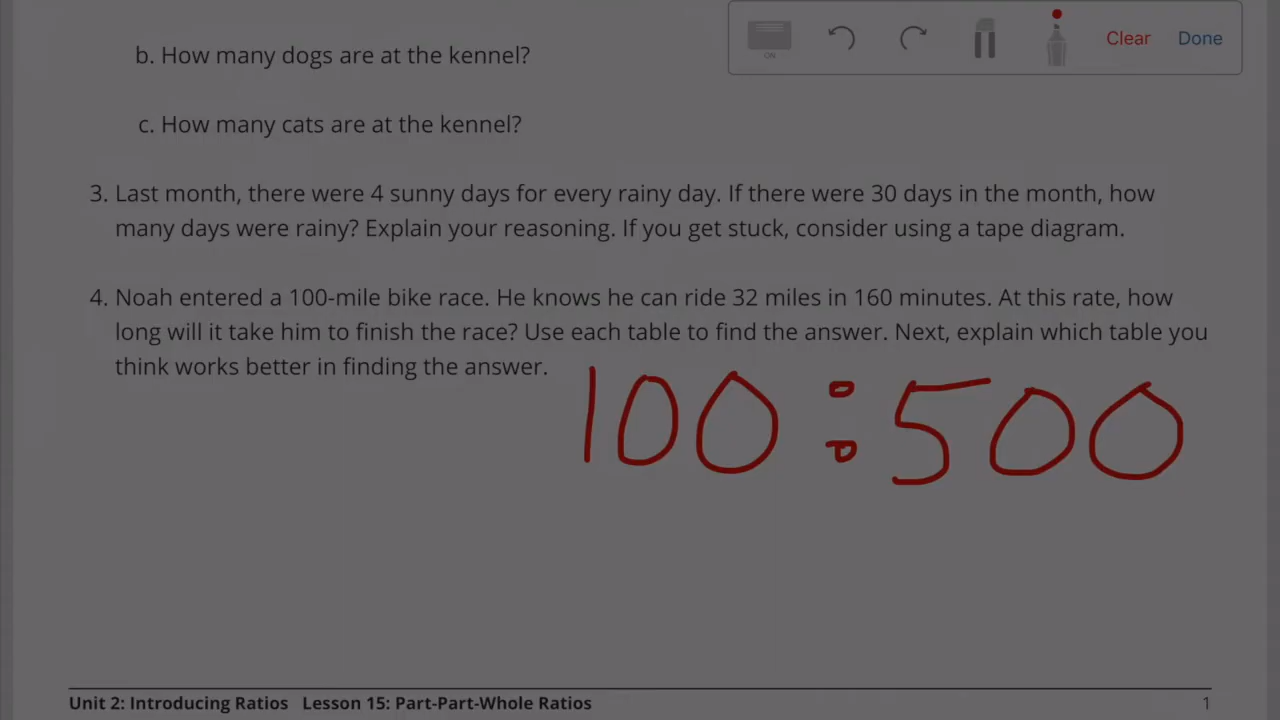 b. How many dogs are at the kennel?
ON
Clear
Done
c. How many cats are at the kennel?
3. Last month, there were 4 sunny days for every rainy day. If there were 30 days in the month, how
many days were rainy? Explain your reasoning. If you get stuck, consider using a tape diagram.
4. Noah entered a 100-mile bike race. He knows he can ride 32 miles in 160 minutes. At this rate, how
long will it take him to finish the race? Use each table to find the answer. Next, explain which table you
think works better in finding the answer.
100:500
Unit 2: Introducing Ratios Lesson 15: Part-Part-Whole Ratios 1